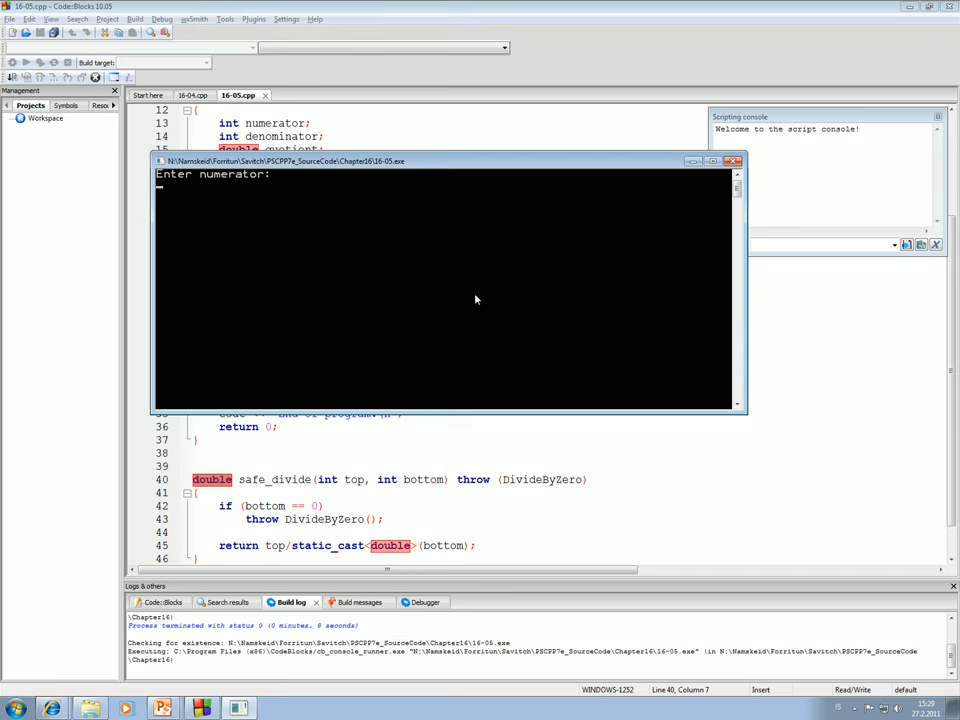 16-05.cpp - Code::Blocks 10.05
File Edit View Search Project Build Debug wxSmith Tools Plugins Settings Help
Build target:
Management
Projects Symbols Resou
Workspace
Start here 16-04.cpp 16-05.cpp
12 {
13 int numerator;
14 int denominator;
double quotient;
N:\Namskeid\Forritun\Savitch\PSCPP7e_SourceCode\Chapter16\16-05.exe
Enter numerator:
Scripting console
Welcome to the script console!
36 return 0;
37 }
38
39
40 double safe_divide(int top, int bottom) throw (DivideByZero)
41 {
42 if (bottom == 0)
43 throw DivideByZero();
44
45 return top/static_cast<double>(bottom);
46 }
Logs & others
Code::Blocks Search results Build log Build messages Debugger
\Chapter16)
Process terminated with status 0 (0 minutes, 8 seconds)
Checking for existence: N:\Namskeid\Forritun\Savitch\PSCPP7e_SourceCode\Chapter16\16-05.exe
Executing: C:\Program Files (x86)\CodeBlocks/cb_console_runner.exe "N:\Namskeid\Forritun\Savitch\PSCPP7e_SourceCode\Chapter16\16-05.exe" (in N:\Namskeid\Forritun\Savitch\PSCPP7e_SourceCode
\Chapter16)
WINDOWS-1252 Line 40, Column 7 Insert Read/Write default
IS 15:29
27.2.2011